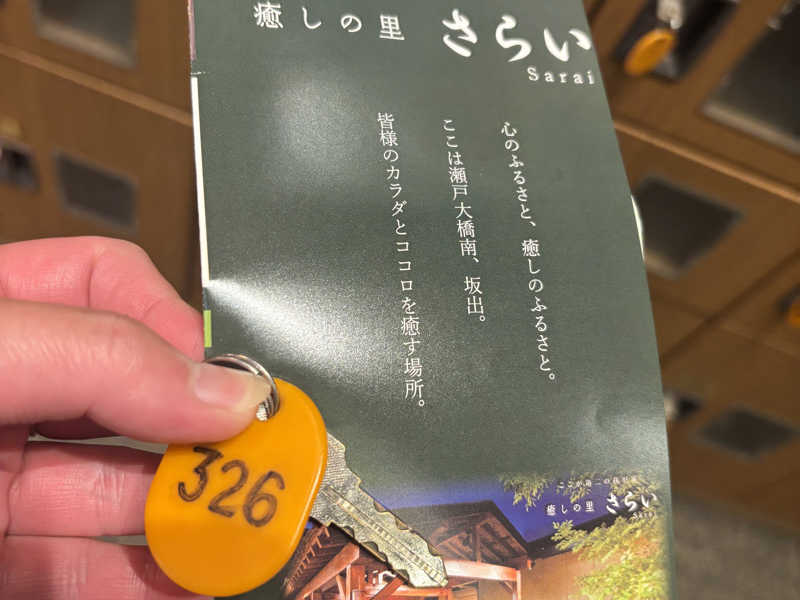 癒しの里 さらい
Sarai
心のふるさと、癒しのふるさと。
ここは瀬戸大橋南、坂出。
皆様のカラダとココロを癒す場所。
癒しの里 さらい
326